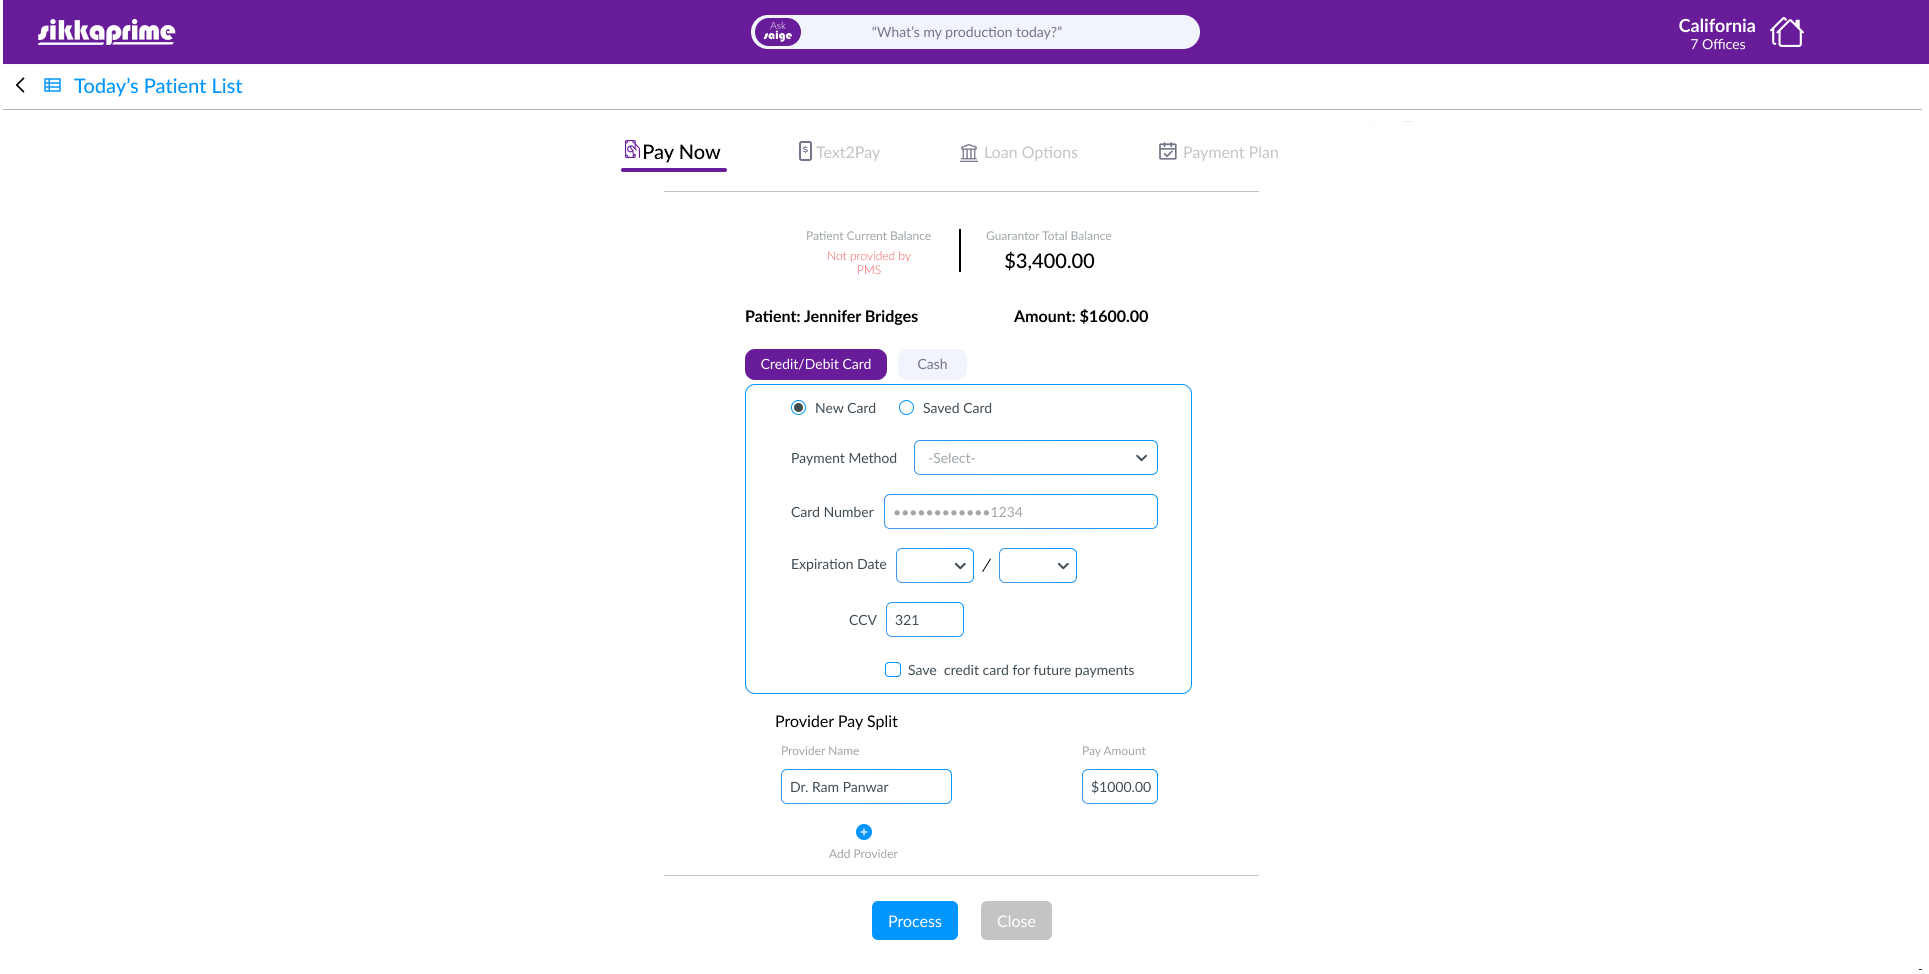 sikkaprime
Ask
saige
“What’s my production today?”
California
7 Offices
Today’s Patient List
Pay Now
Text2Pay
Loan Options
Payment Plan
Patient Current Balance
Not provided by
PMS
Guarantor Total Balance
$3,400.00
Patient: Jennifer Bridges
Amount: $1600.00
Credit/Debit Card
Cash
New Card
Saved Card
Payment Method
-Select-
Card Number
••••••••••••1234
Expiration Date
/
CCV
321
Save credit card for future payments
Provider Pay Split
Provider Name
Pay Amount
Dr. Ram Panwar
$1000.00
Add Provider
Process
Close